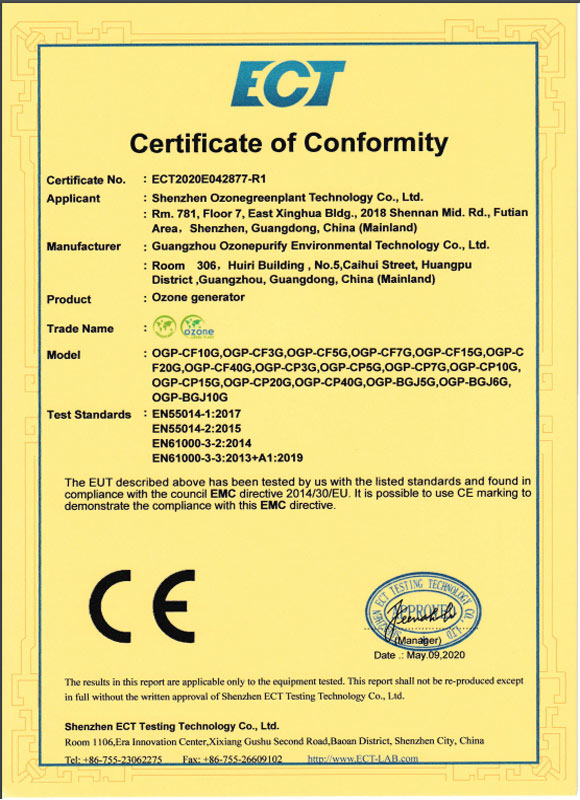 ECT
Certificate of Conformity
Certificate No. : ECT2020E042877-R1
Applicant : Shenzhen Ozonegreenplant Technology Co., Ltd.
: Rm. 781, Floor 7, East Xinghua Bldg., 2018 Shennan Mid. Rd., Futian
Area, Shenzhen, Guangdong, China (Mainland)
Manufacturer : Guangzhou Ozonepurify Environmental Technology Co., Ltd.
: Room 306, Huiri Building , No.5,Caihui Street, Huangpu
District ,Guangzhou, Guangdong, China (Mainland)
Product : Ozone generator
Trade Name : ozone
Model : OGP-CF10G,OGP-CF3G,OGP-CF5G,OGP-CF7G,OGP-CF15G,OGP-C
F20G,OGP-CF40G,OGP-CP3G,OGP-CP5G,OGP-CP7G,OGP-CP10G,
OGP-CP15G,OGP-CP20G,OGP-CP40G,OGP-BGJ5G,OGP-BGJ6G,
OGP-BGJ10G
Test Standards : EN55014-1:2017
EN55014-2:2015
EN61000-3-2:2014
EN61000-3-3:2013+A1:2019
The EUT described above has been tested by us with the listed standards and found in
compliance with the council EMC directive 2014/30/EU. It is possible to use CE marking to
demonstrate the compliance with this EMC directive.
CE
SHENZHEN ECT TESTING TECHNOLOGY CO., LTD
APPROVED
(Manager)
Date .: May.09,2020
The results in this report are applicable only to the equipment tested. This report shall not be re-produced except
in full without the written approval of Shenzhen ECT Testing Technology Co., Ltd.
Shenzhen ECT Testing Technology Co., Ltd.
Room 1106,Era Innovation Center,Xixiang Gushu Second Road,Baoan District, Shenzhen City, China
Tel: +86-755-23062275 Fax: +86-755-26609102 http://www.ECT-LAB.com